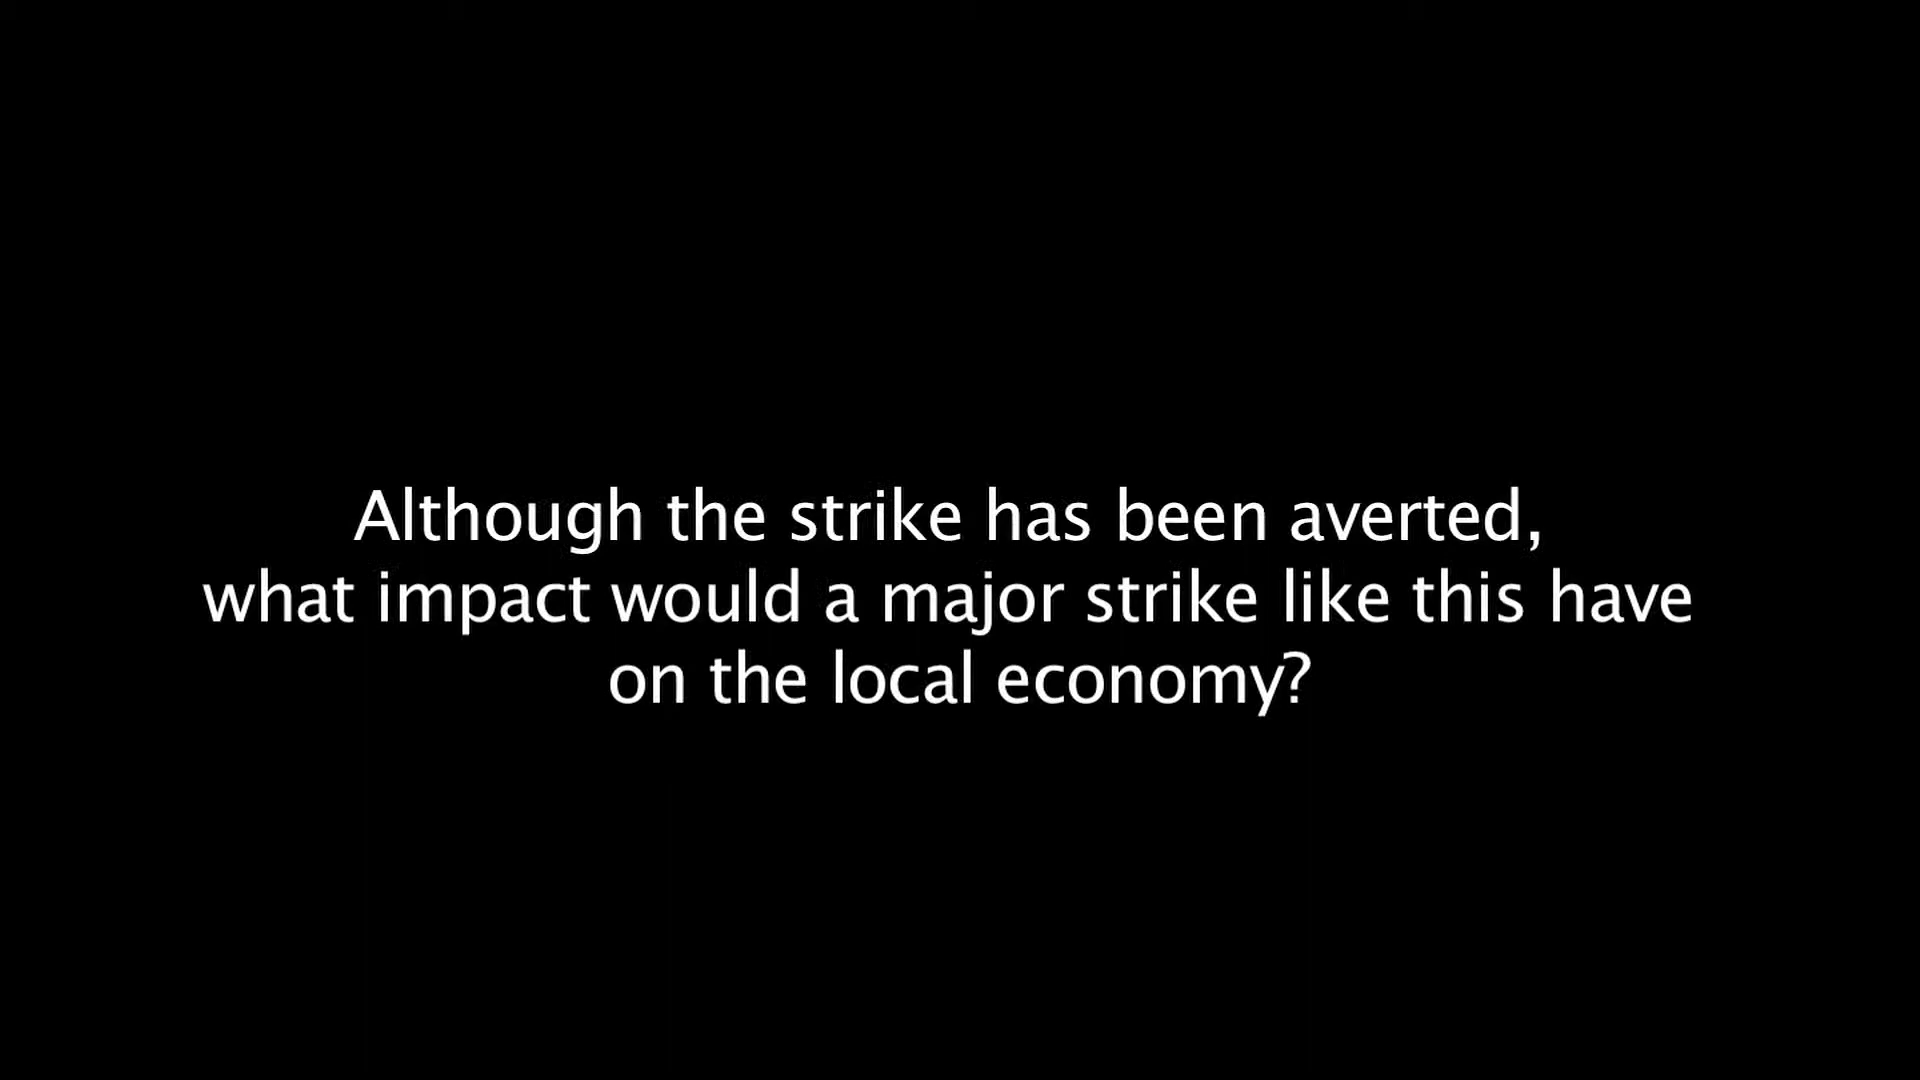 Although the strike has been averted,
what impact would a major strike like this have
on the local economy?